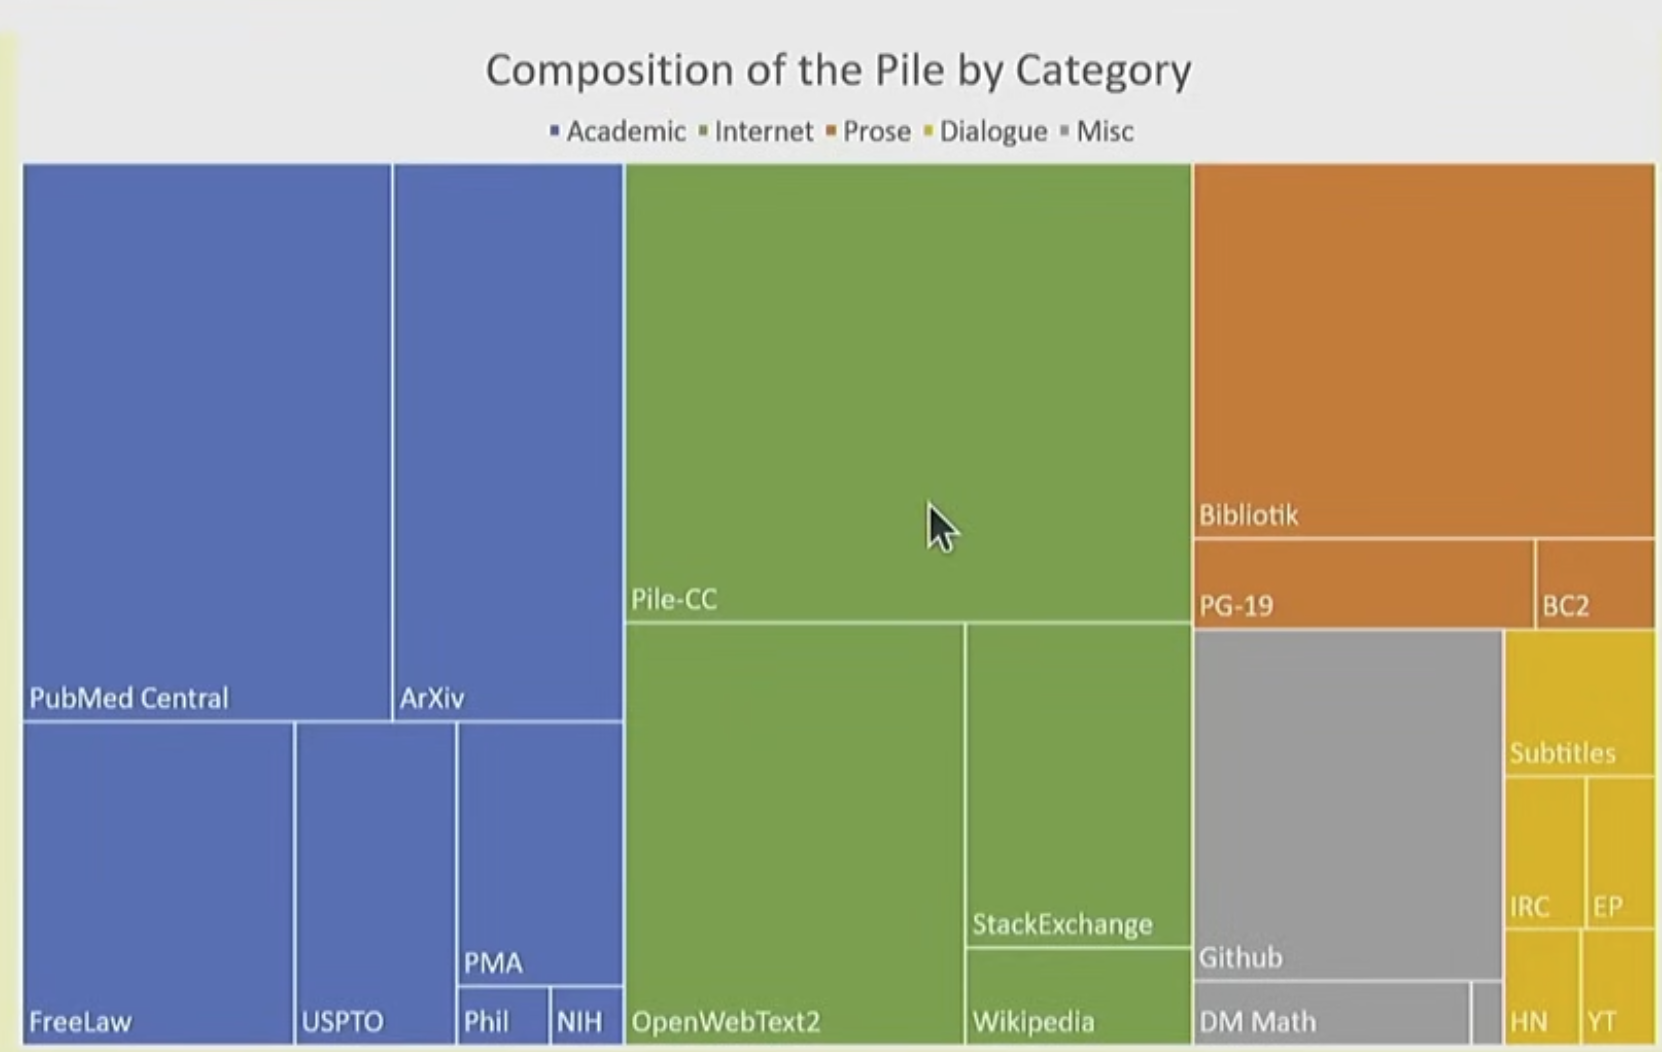 Composition of the Pile by Category
Academic Internet Prose Dialogue Misc
PubMed Central
ArXiv
FreeLaw
USPTO
PMA
Phil
NIH
Pile-CC
OpenWebText2
StackExchange
Wikipedia
Bibliotik
PG-19
BC2
Github
DM Math
Subtitles
IRC
EP
HN
YT